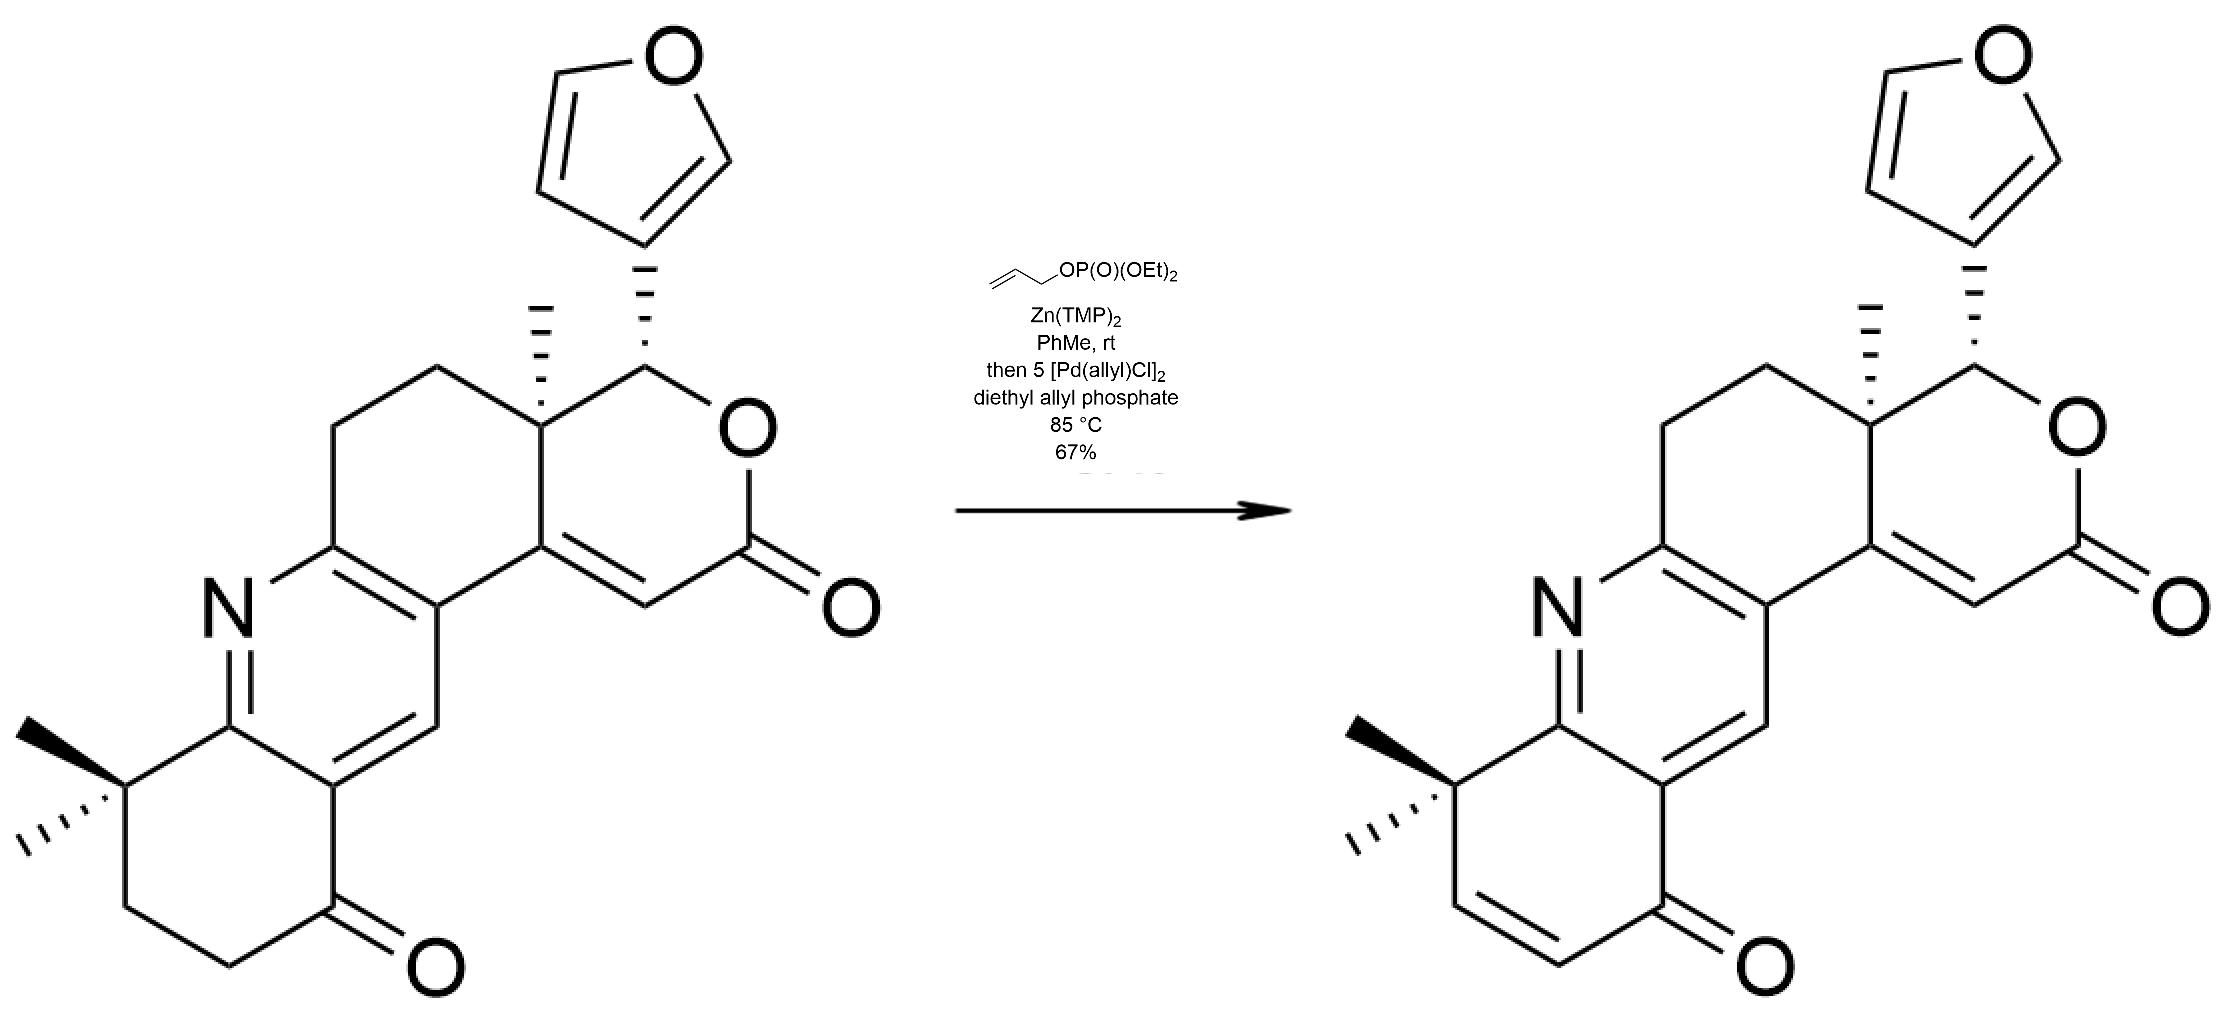 O
O
O
N
O
OP(O)(OEt)2
Zn(TMP)2
PhMe, rt
then 5 [Pd(allyl)Cl]2
diethyl allyl phosphate
85 °C
67%
O
O
O
N
O